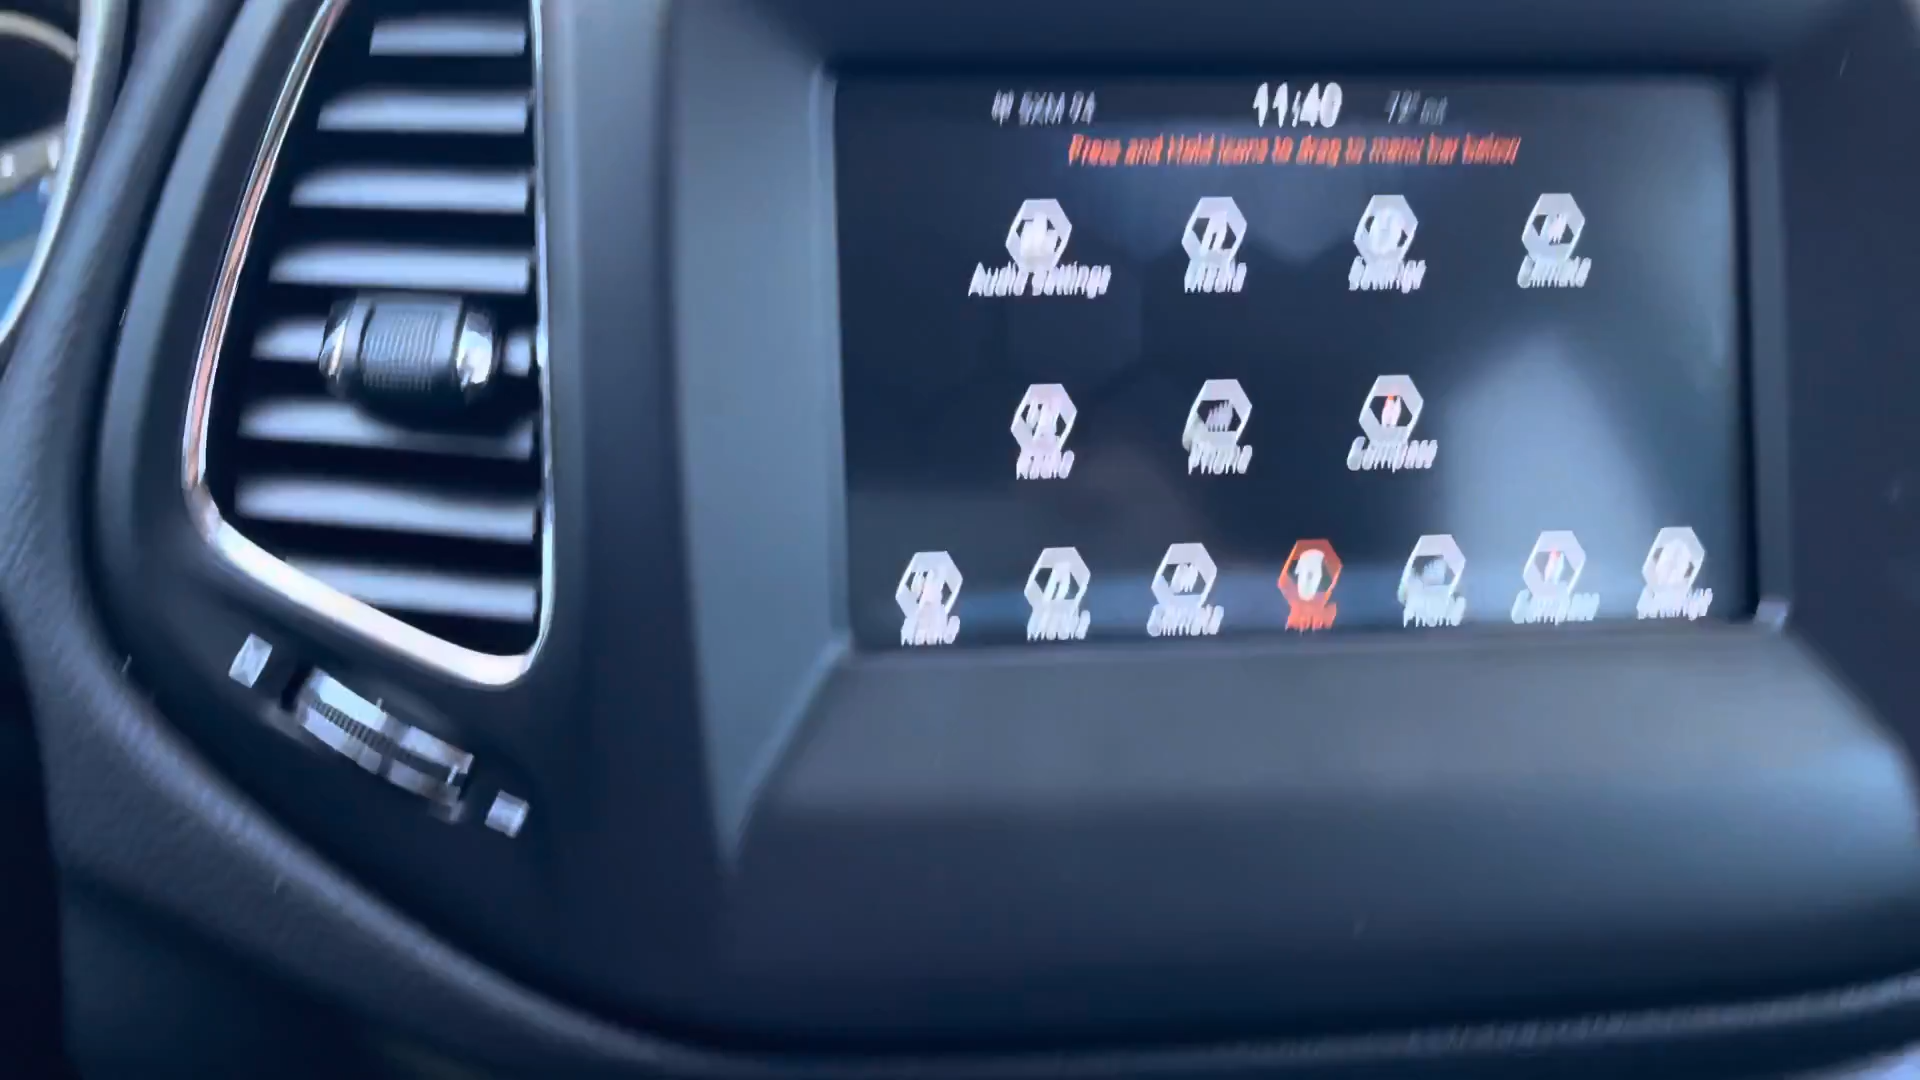 11:40
Press and Hold icons to drag to menu bar below
Audio Settings Media Settings Climate
Radio Phone Compass
Radio Media Climate Apps Phone Compass Settings